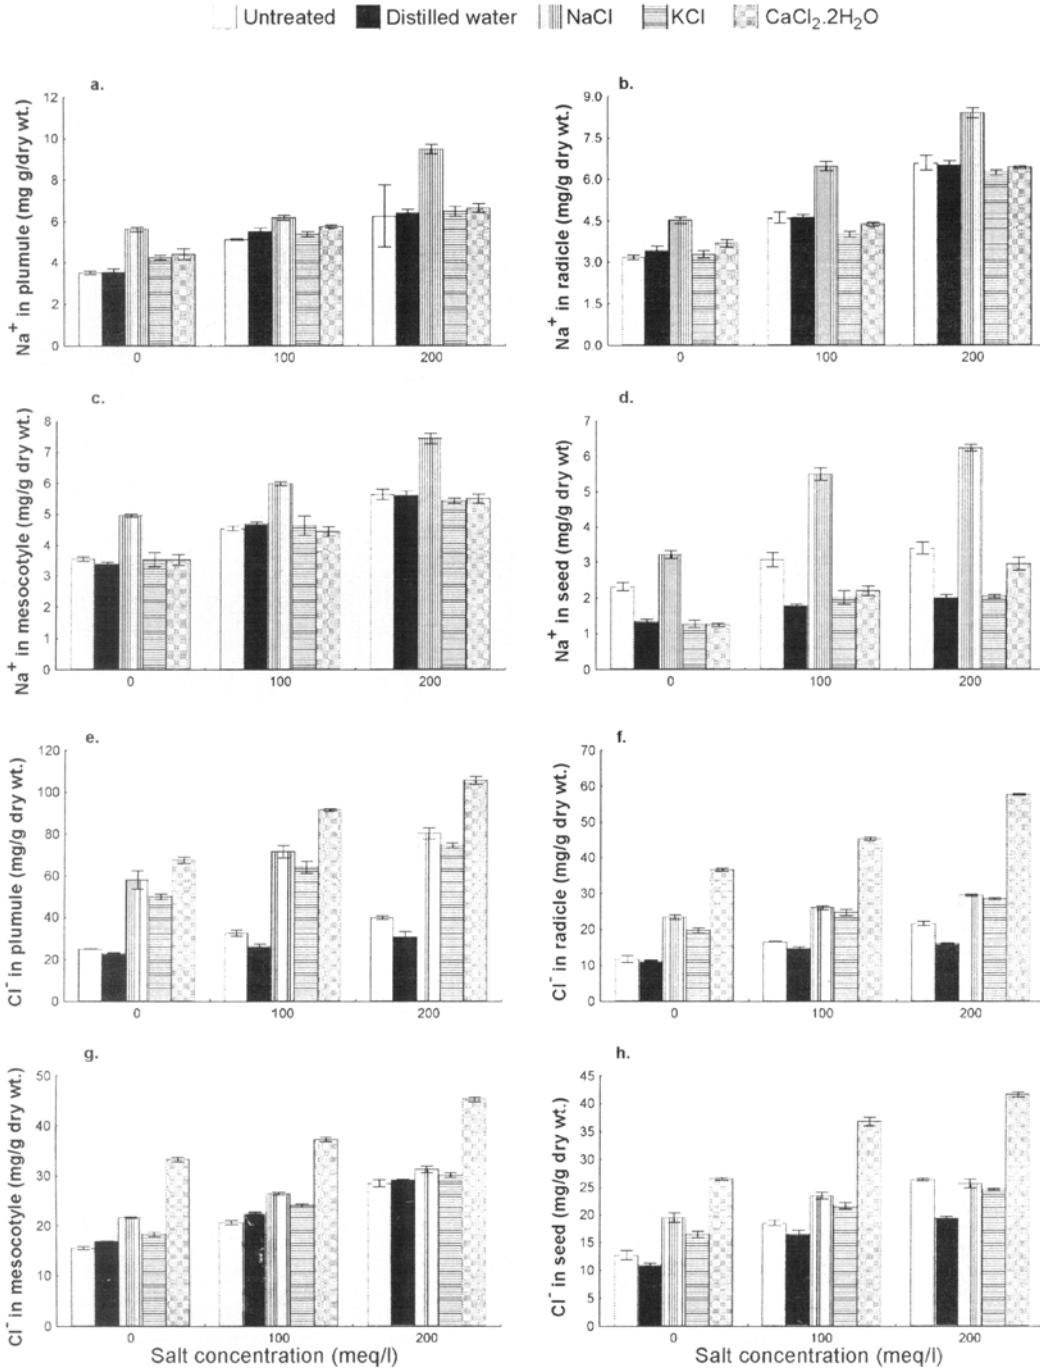 Untreated Distilled water NaCl KCl CaCl₂.2H₂O
a.
Na⁺ in plumule (mg g/dry wt.)
12
10
8
6
4
2
0
0 100 200
b.
Na⁺ in radicle (mg/g dry wt.)
9.0
7.5
6.0
4.5
3.0
1.5
0.0
0 100 200
c.
Na⁺ in mesocotyle (mg/g dry wt.)
8
7
6
5
4
3
2
1
0
0 100 200
d.
Na⁺ in seed (mg/g dry wt)
7
6
5
4
3
2
1
0
0 100 200
e.
Cl⁻ in plumule (mg/g dry wt.)
120
100
80
60
40
20
0
0 100 200
f.
Cl⁻ in radicle (mg/g dry wt.)
70
60
50
40
30
20
10
0
0 100 200
g.
Cl⁻ in mesocotyle (mg/g dry wt.)
50
40
30
20
10
0
0 100 200
Salt concentration (meq/l)
h.
Cl⁻ in seed (mg/g dry wt.)
45
40
35
30
25
20
15
10
5
0
0 100 200
Salt concentration (meq/l)